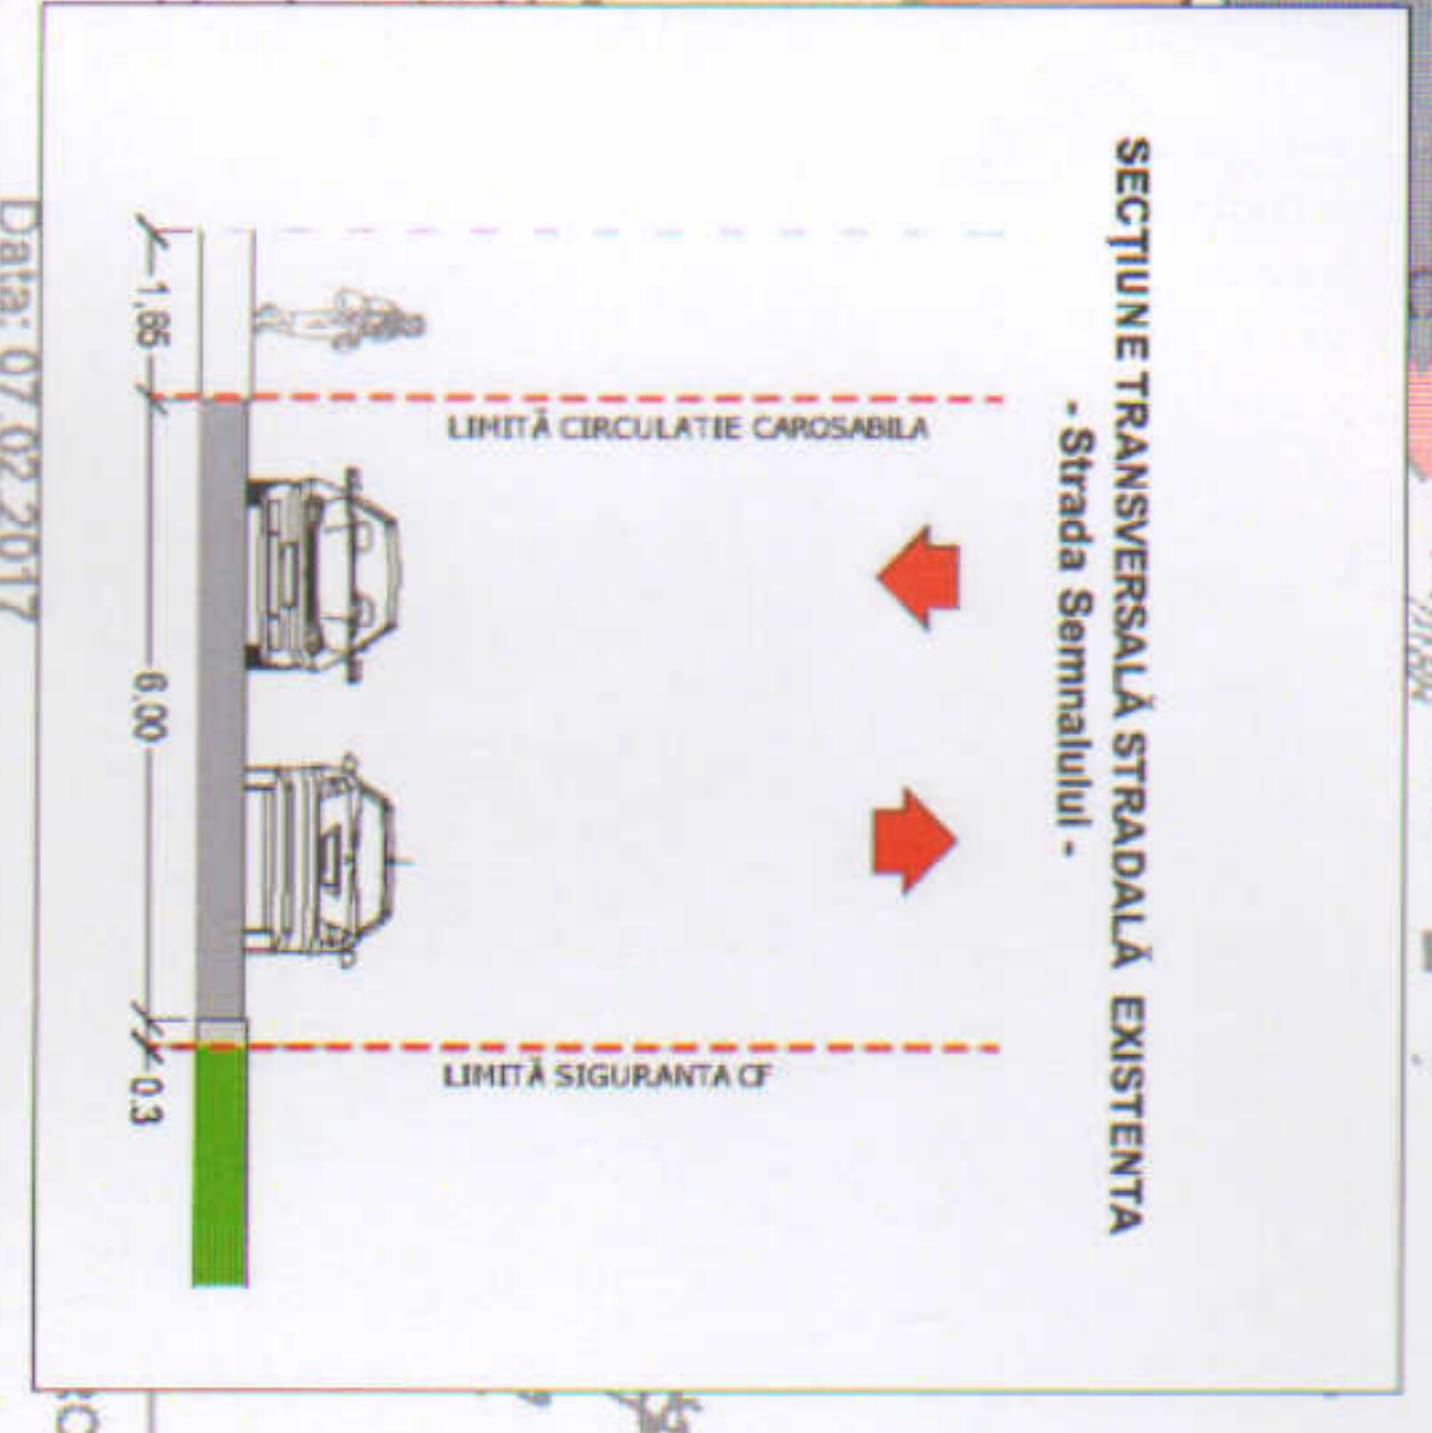 SECŢIUNE TRANSVERSALĂ STRADALĂ EXISTENTA
- Strada Semnalului -
LIMITĂ CIRCULATIE CAROSABILA
LIMITĂ SIGURANTA CF
1,65
6.00
0.3
Data: 07.02.2017